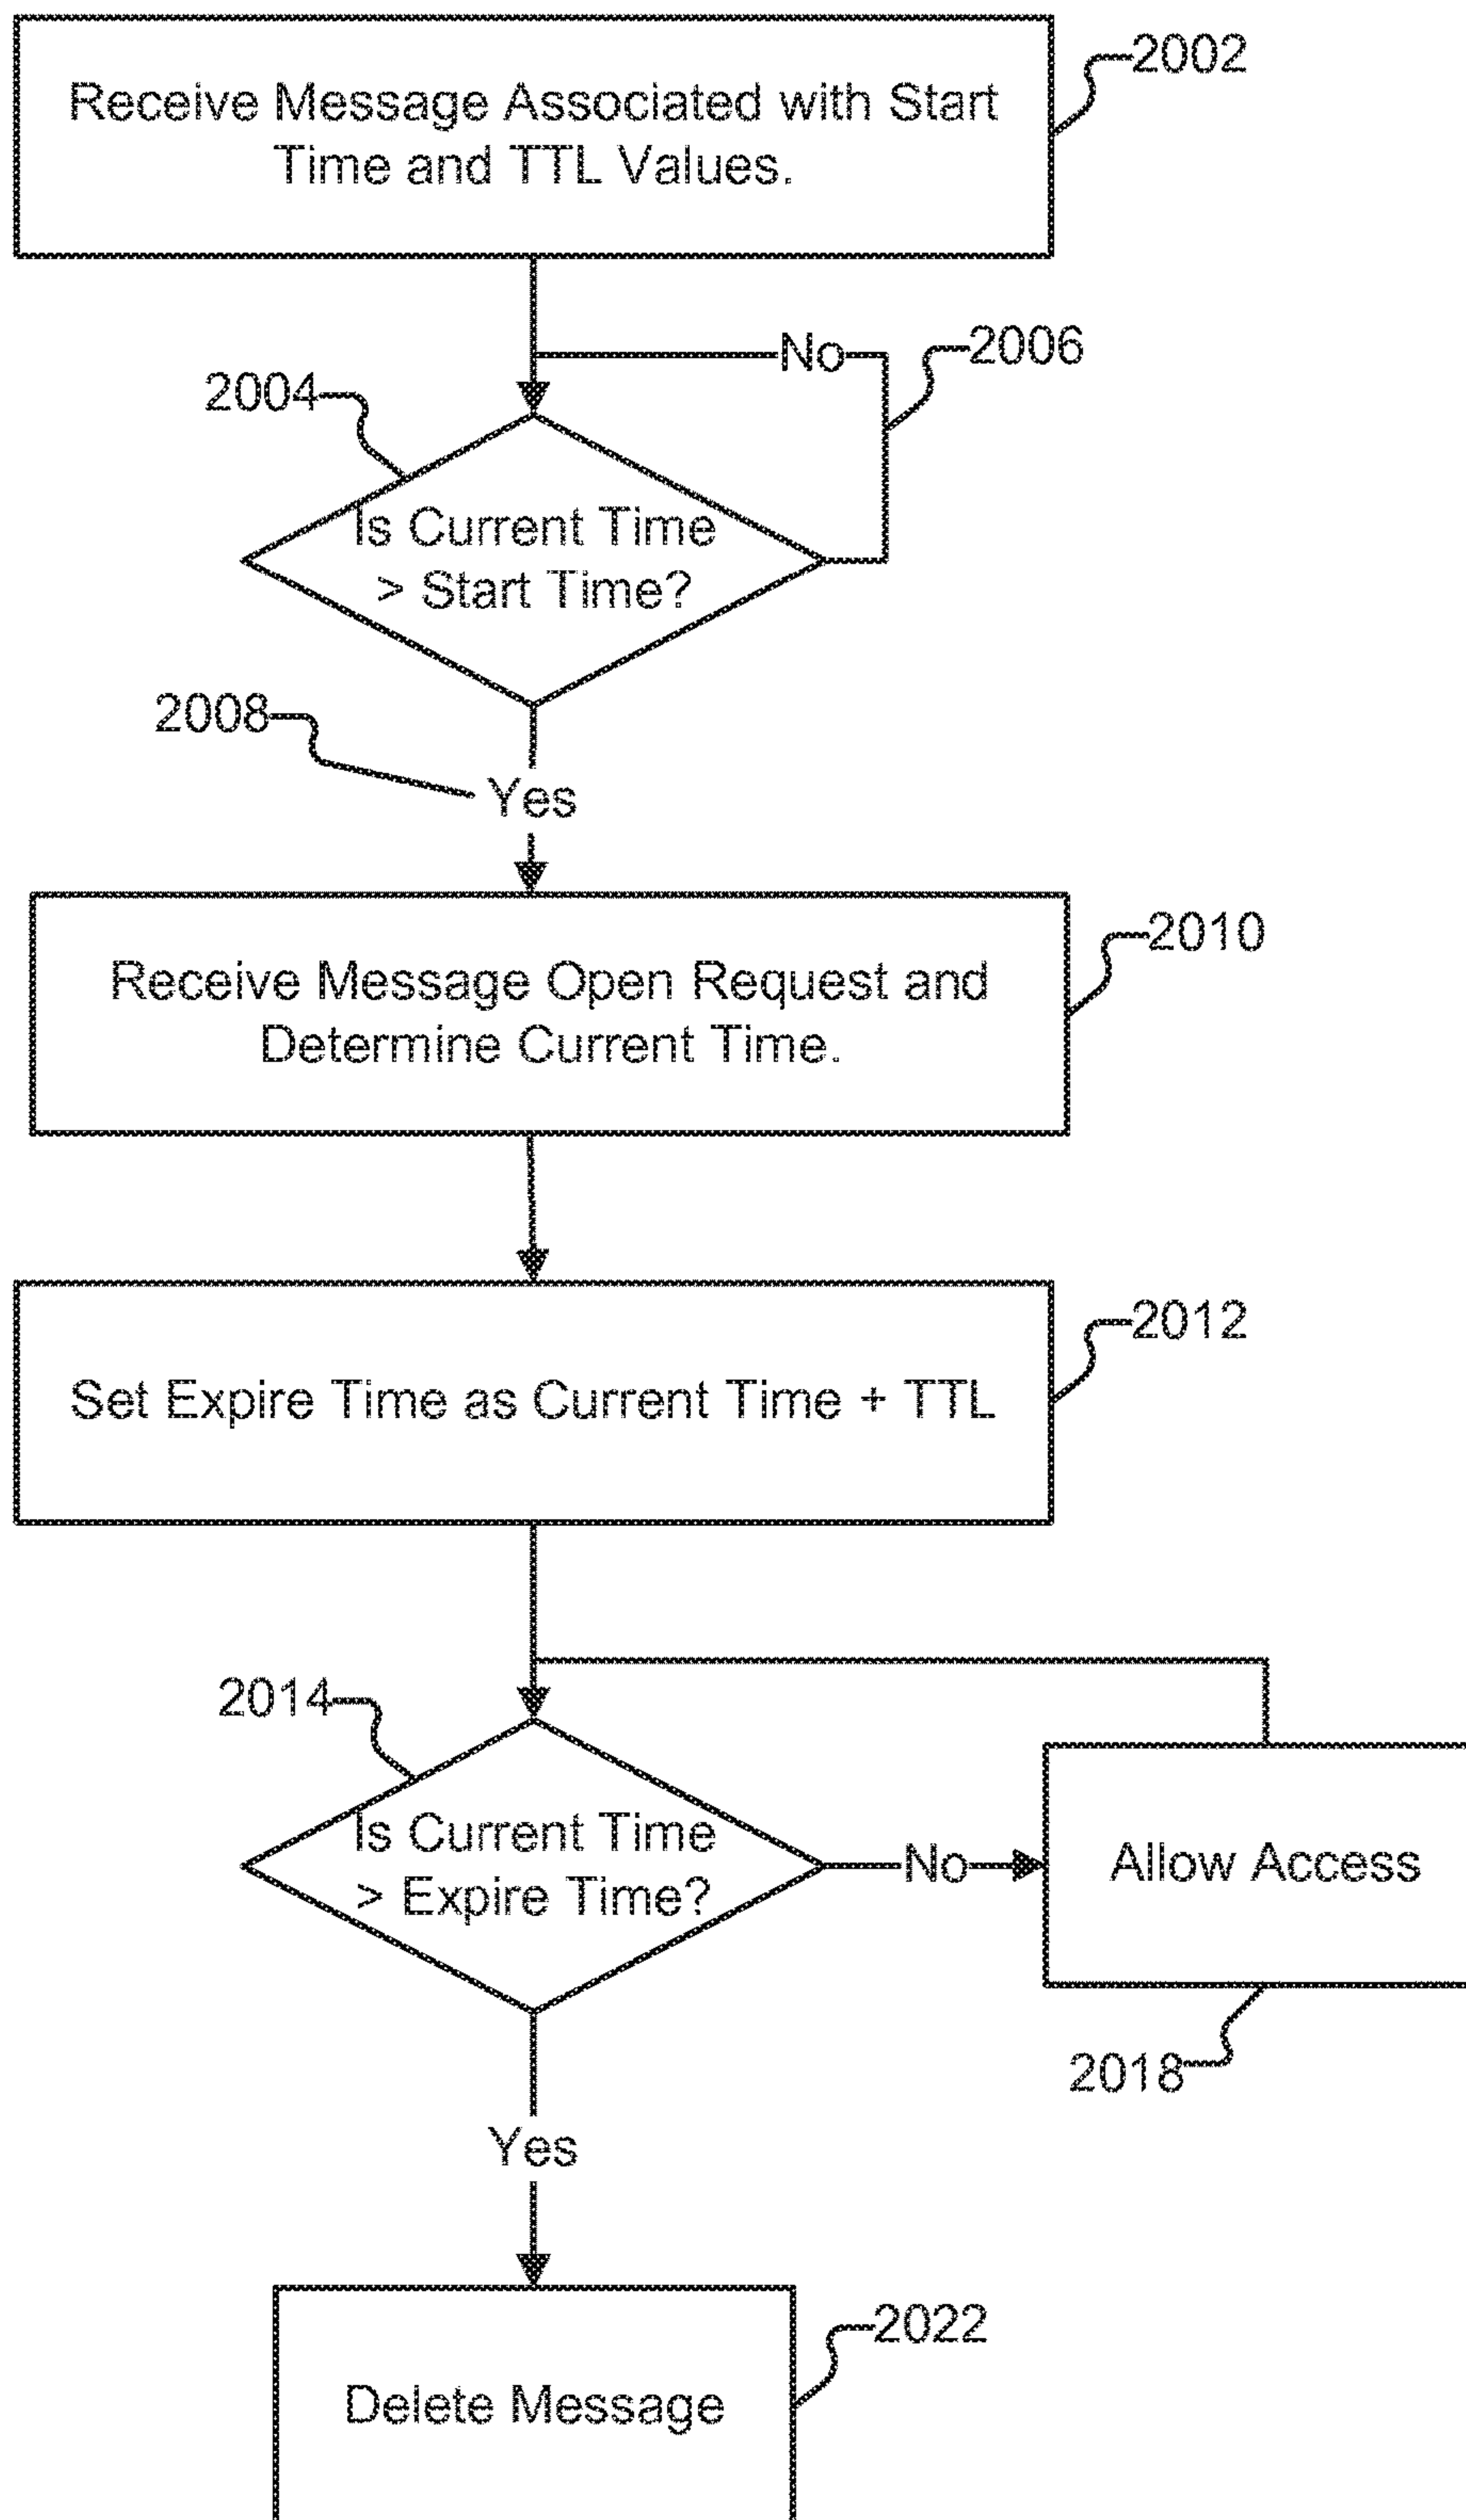 2002
Receive Message Associated with Start
Time and TTL Values.
No
2006
2004
Is Current Time
> Start Time?
2008
Yes
2010
Receive Message Open Request and
Determine Current Time.
2012
Set Expire Time as Current Time + TTL
2014
Is Current Time
> Expire Time?
No
Allow Access
2018
Yes
2022
Delete Message